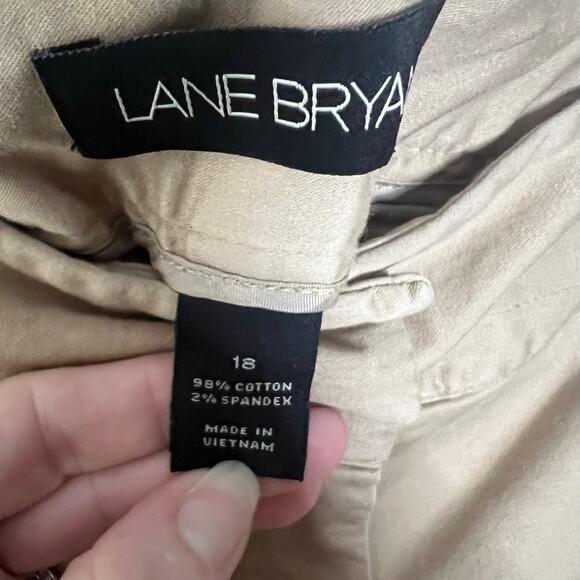 LANE BRYA
18
98% COTTON
2% SPANDEX
MADE IN
VIETNAM